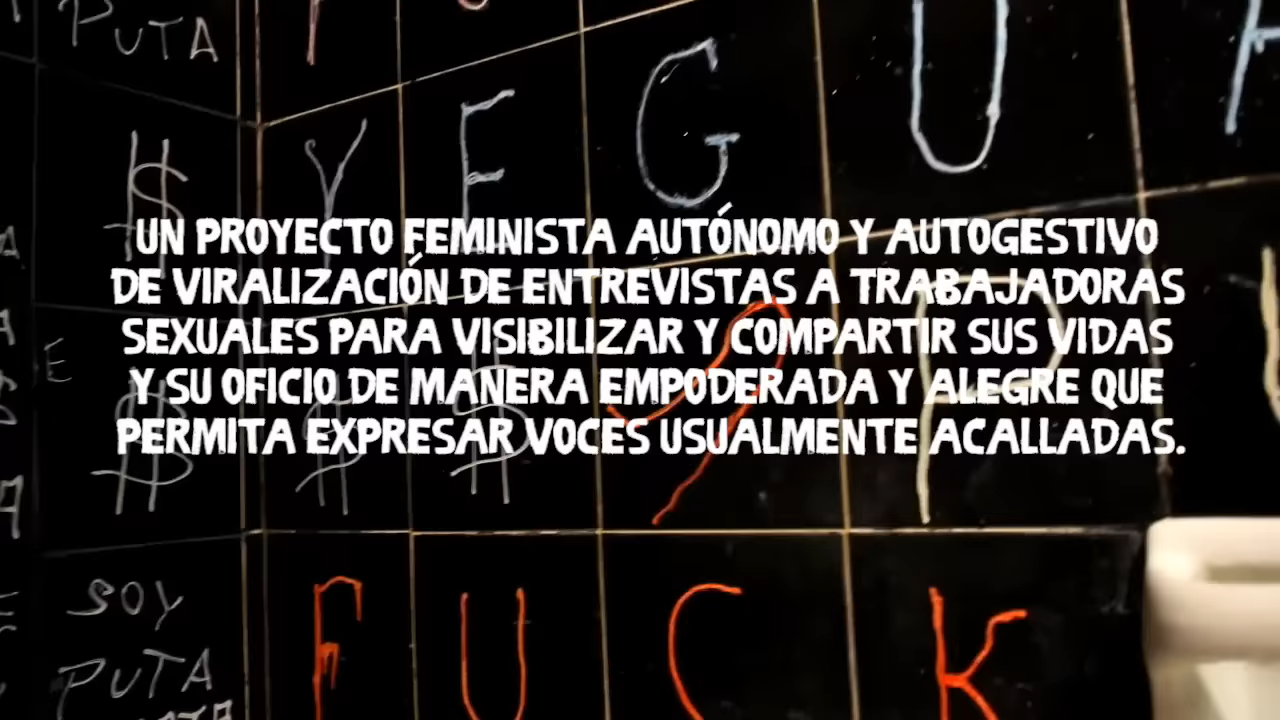 PUTA
Y E G U A
UN PROYECTO FEMINISTA AUTÓNOMO Y AUTOGESTIVO
DE VIRALIZACIÓN DE ENTREVISTAS A TRABAJADORAS
SEXUALES PARA VISIBILIZAR Y COMPARTIR SUS VIDAS
Y SU OFICIO DE MANERA EMPODERADA Y ALEGRE QUE
PERMITA EXPRESAR VOCES USUALMENTE ACALLADAS.
$ $ $
SOY
PUTA
FUCK